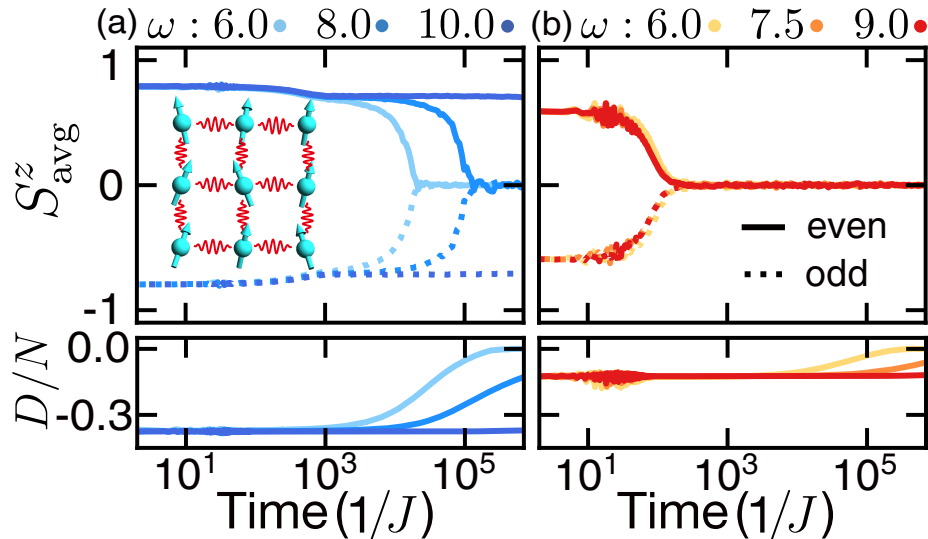 (a) ω : 6.0 8.0 10.0 (b) ω : 6.0 7.5 9.0
S^z_avg
1
0
-1
even
odd
D/N
0.0
-0.3
10^1 10^3 10^5 10^1 10^3 10^5
Time (1/J) Time (1/J)